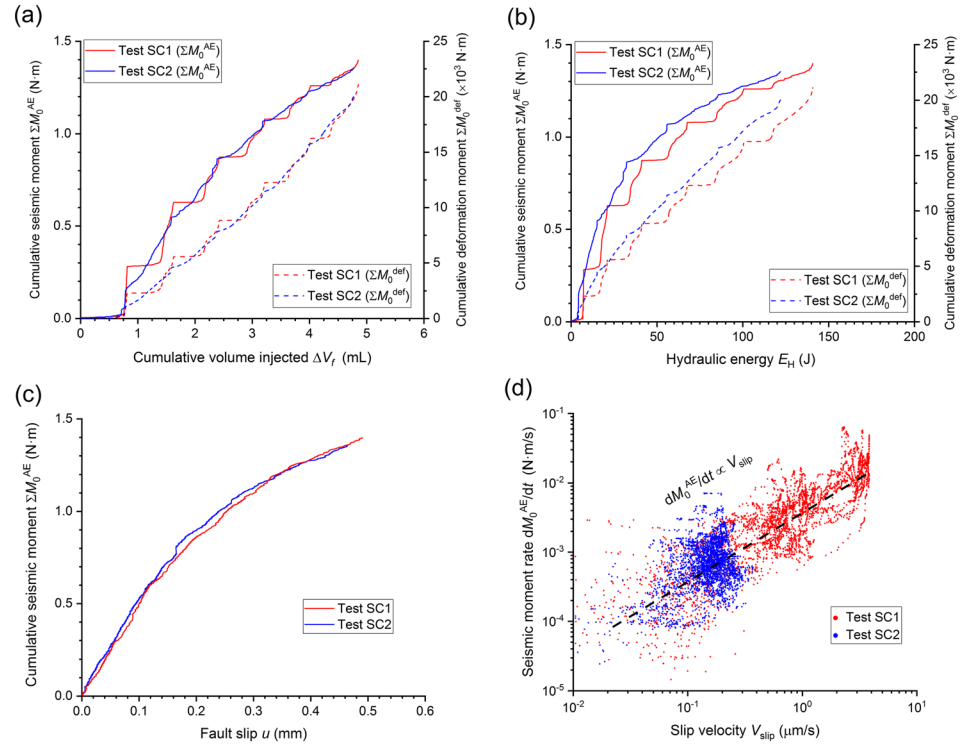 (a)
Test SC1 (ΣM₀ᴬᴱ)
Test SC2 (ΣM₀ᴬᴱ)
Test SC1 (ΣM₀ᵈᵉᶠ)
Test SC2 (ΣM₀ᵈᵉᶠ)
Cumulative seismic moment ΣM₀ᴬᴱ (N·m)
1.5
1.0
0.5
0.0
Cumulative deformation moment ΣM₀ᵈᵉᶠ (×10³ N·m)
25
20
15
10
5
0
0 1 2 3 4 5 6
Cumulative volume injected ΔV_f (mL)
(b)
Test SC1 (ΣM₀ᴬᴱ)
Test SC2 (ΣM₀ᴬᴱ)
Test SC1 (ΣM₀ᵈᵉᶠ)
Test SC2 (ΣM₀ᵈᵉᶠ)
Cumulative seismic moment ΣM₀ᴬᴱ (N·m)
1.5
1.0
0.5
0.0
Cumulative deformation moment ΣM₀ᵈᵉᶠ (×10³ N·m)
25
20
15
10
5
0
0 50 100 150 200
Hydraulic energy E_H (J)
(c)
Cumulative seismic moment ΣM₀ᴬᴱ (N·m)
1.5
1.0
0.5
0.0
Test SC1
Test SC2
0.0 0.1 0.2 0.3 0.4 0.5 0.6
Fault slip u (mm)
(d)
Seismic moment rate dM₀ᴬᴱ/dt (N·m/s)
10⁻¹
10⁻²
10⁻³
10⁻⁴
10⁻⁵
dM₀ᴬᴱ/dt ∝ V_slip
Test SC1
Test SC2
10⁻² 10⁻¹ 10⁰ 10¹
Slip velocity V_slip (μm/s)